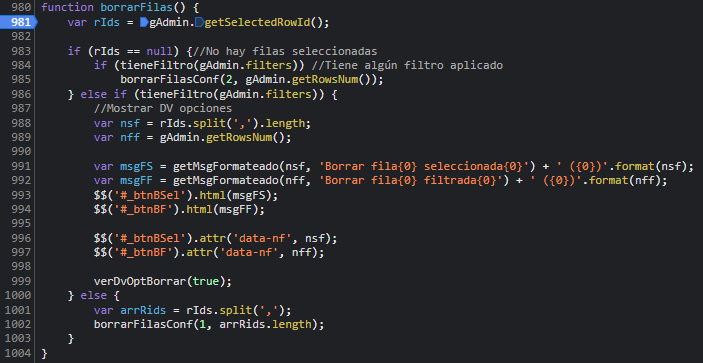 980 function borrarFilas() {
981 var rIds = gAdmin.getSelectedRowId();
982
983 if (rIds == null) {//No hay filas seleccionadas
984 if (tieneFiltro(gAdmin.filters)) //Tiene algún filtro aplicado
985 borrarFilasConf(2, gAdmin.getRowsNum());
986 } else if (tieneFiltro(gAdmin.filters)) {
987 //Mostrar DV opciones
988 var nsf = rIds.split(',').length;
989 var nff = gAdmin.getRowsNum();
990
991 var msgFS = getMsgFormateado(nsf, 'Borrar fila{0} seleccionada{0}') + ' ({0})'.format(nsf);
992 var msgFF = getMsgFormateado(nff, 'Borrar fila{0} filtrada{0}') + ' ({0})'.format(nff);
993 $$('#_btnBSel').html(msgFS);
994 $$('#_btnBF').html(msgFF);
995
996 $$('#_btnBSel').attr('data-nf', nsf);
997 $$('#_btnBF').attr('data-nf', nff);
998
999 verDvOptBorrar(true);
1000 } else {
1001 var arrRids = rIds.split(',');
1002 borrarFilasConf(1, arrRids.length);
1003 }
1004 }